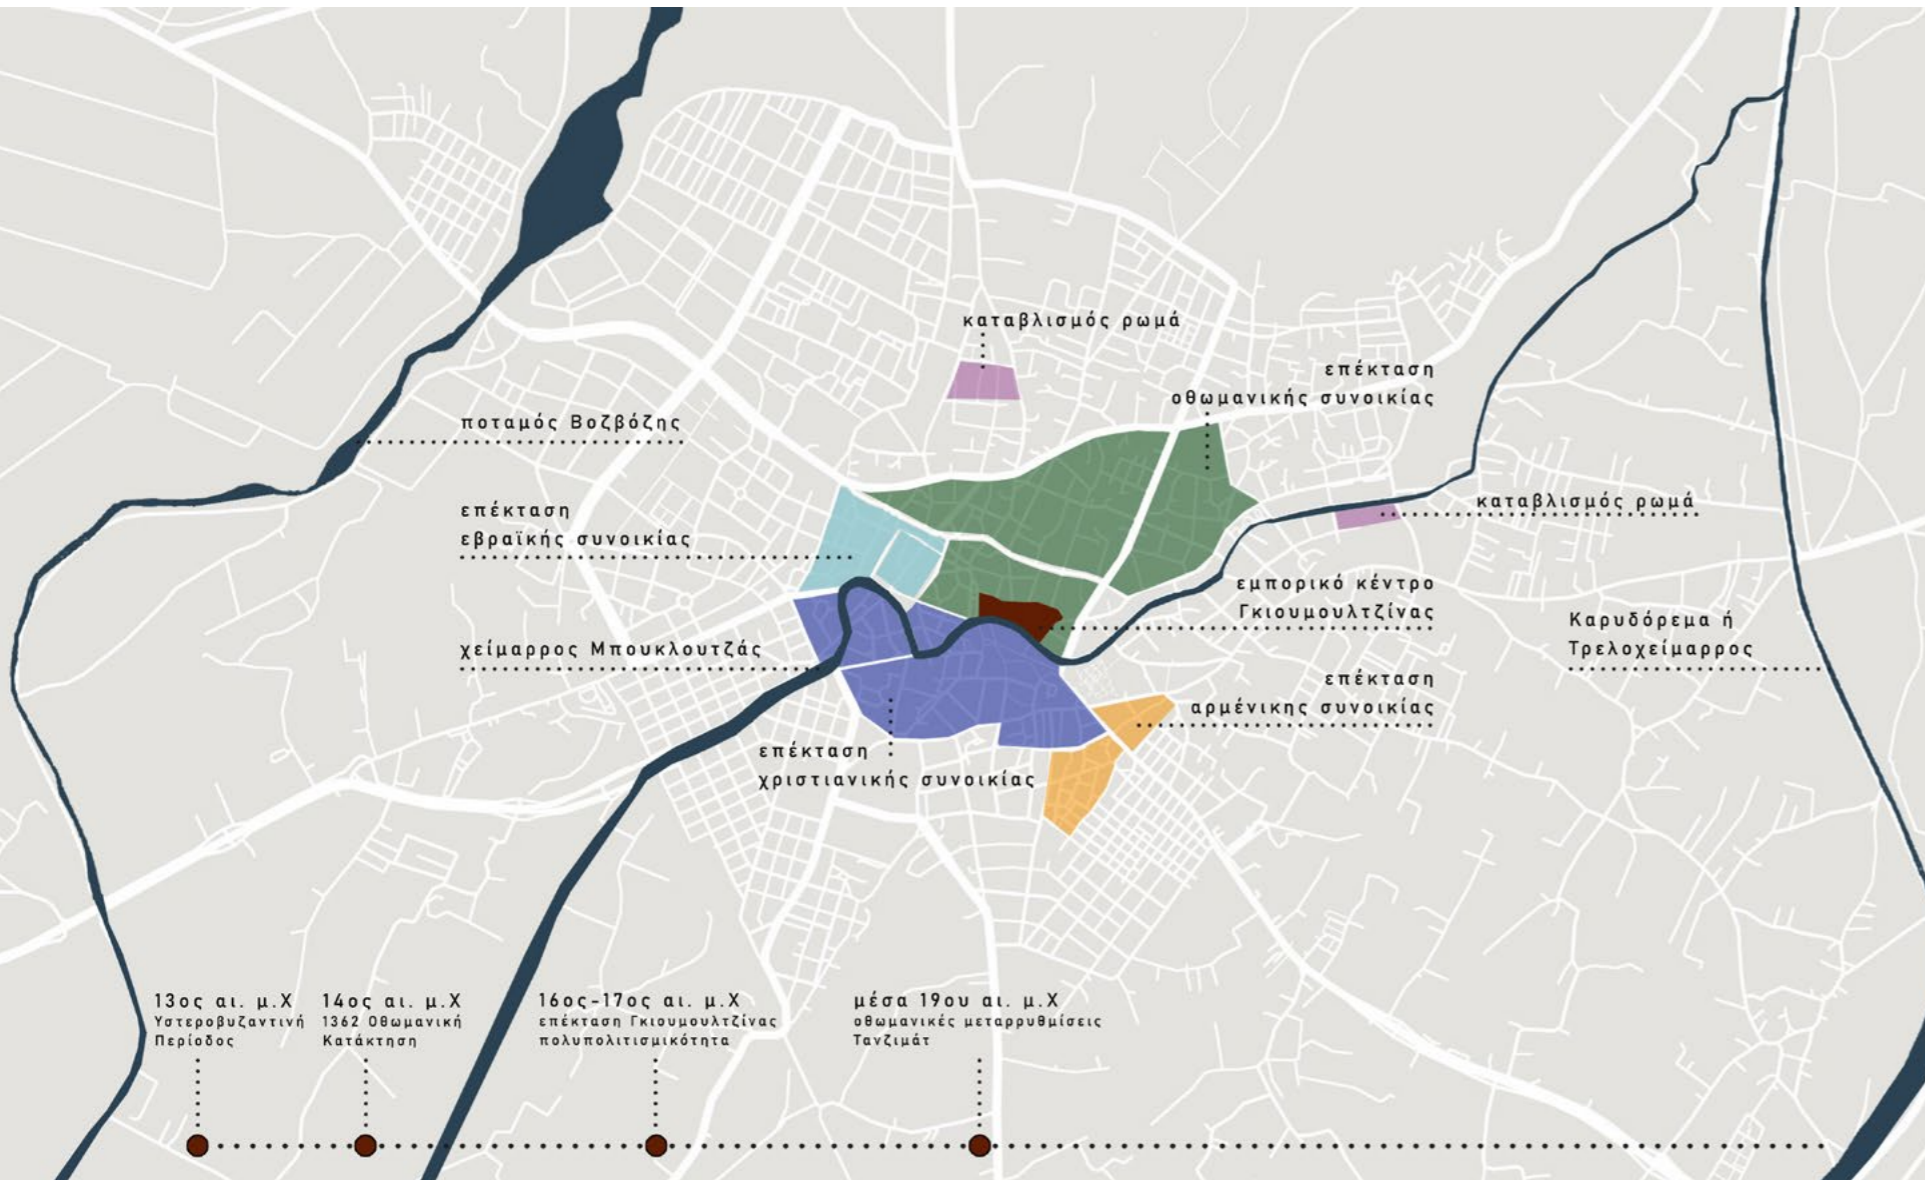 καταβλισμός ρωμά
επέκταση
οθωμανικής συνοικίας
ποταμός Βοζβόζης
καταβλισμός ρωμά
επέκταση
εβραϊκής συνοικίας
εμπορικό κέντρο
Γκιουμουλτζίνας
Καρυδόρεμα ή
Τρελοχείμαρρος
χείμαρρος Μπουκλουτζάς
επέκταση
αρμένικης συνοικίας
επέκταση
χριστιανικής συνοικίας
13ος αι. μ.Χ
Υστεροβυζαντινή
Περίοδος
14ος αι. μ.Χ
1362 Οθωμανική
Κατάκτηση
16ος-17ος αι. μ.Χ
επέκταση Γκιουμουλτζίνας
πολυπολιτισμικότητα
μέσα 19ου αι. μ.Χ
οθωμανικές μεταρρυθμίσεις
Τανζιμάτ